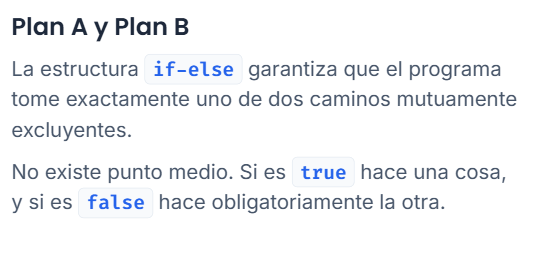 Plan A y Plan B
La estructura if-else garantiza que el programa
tome exactamente uno de dos caminos mutuamente
excluyentes.
No existe punto medio. Si es true hace una cosa,
y si es false hace obligatoriamente la otra.